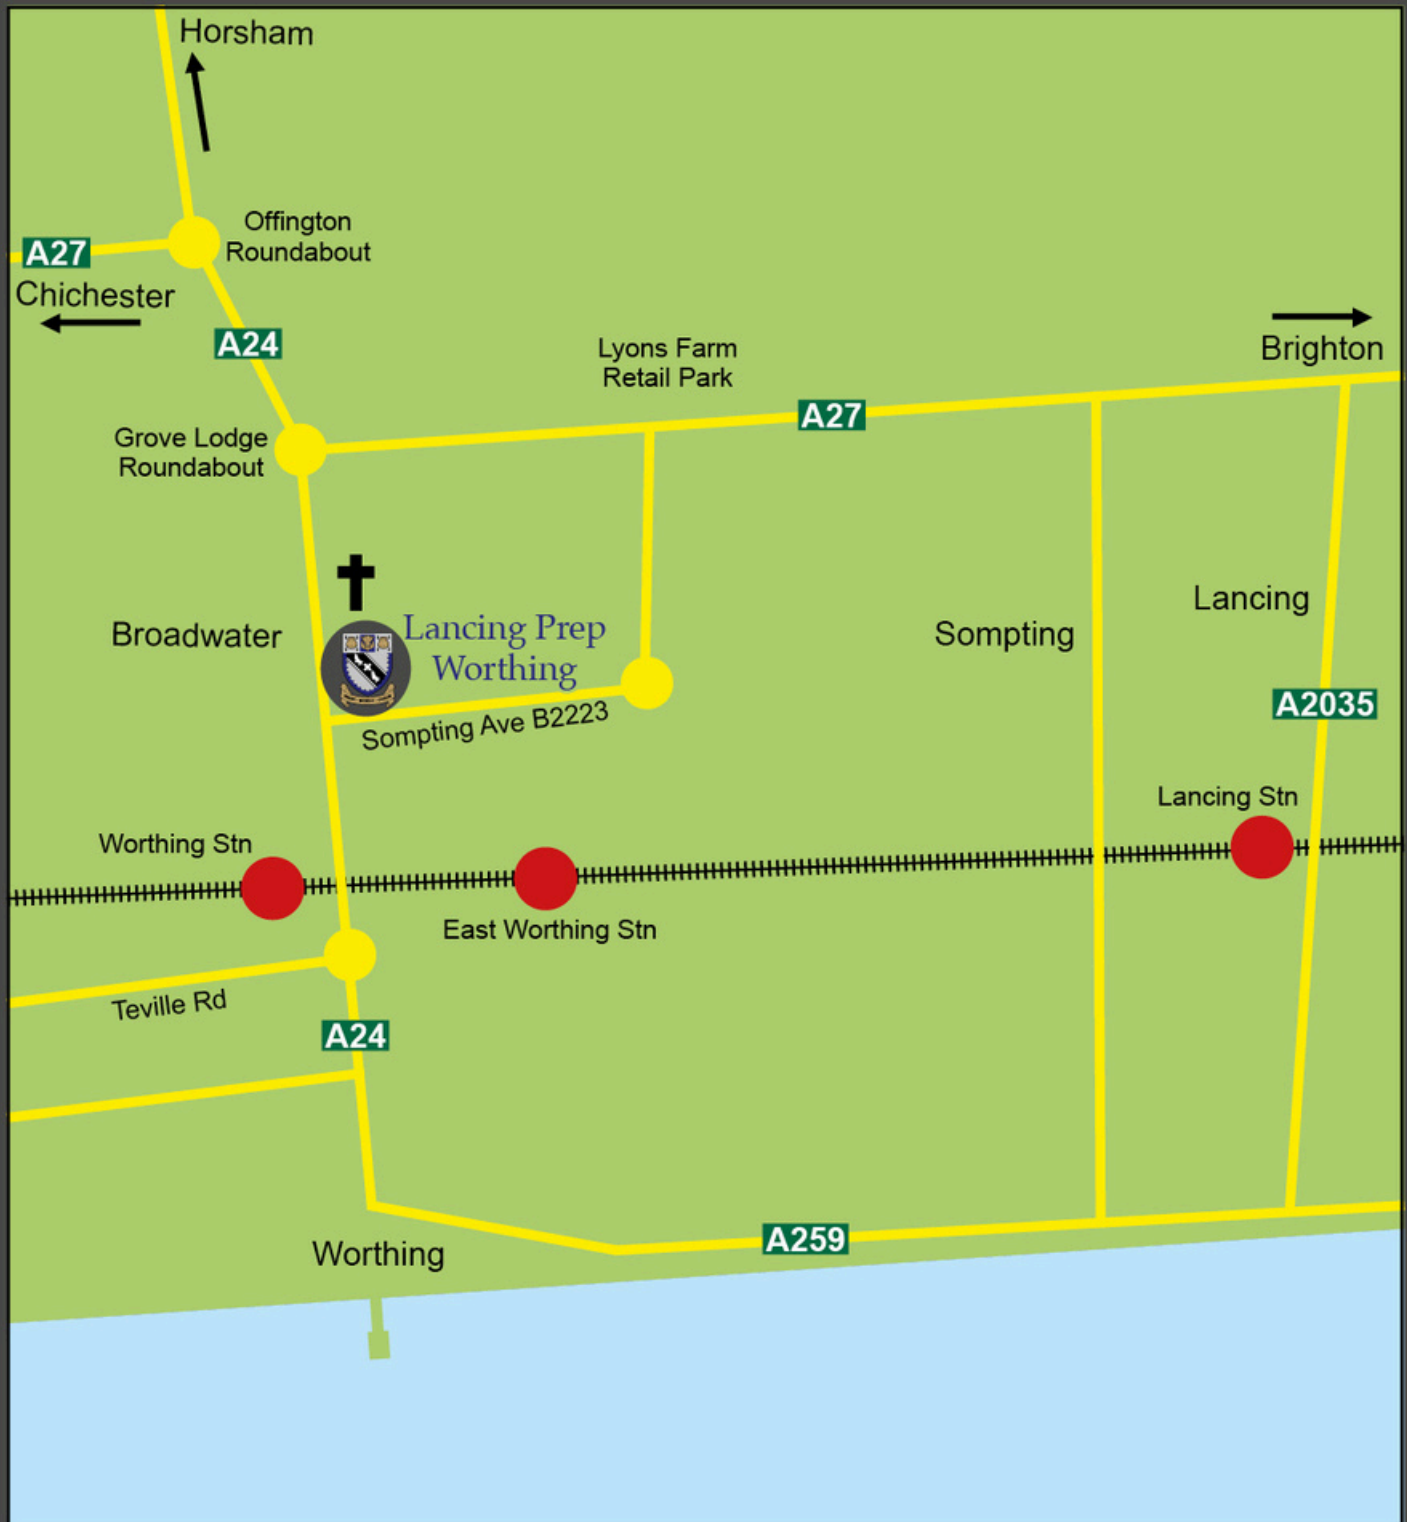 Horsham
Offington
Roundabout
A27
Chichester
A24
Lyons Farm
Retail Park
Brighton
A27
Grove Lodge
Roundabout
Lancing
Broadwater
Lancing Prep
Worthing
Sompting
A2035
Sompting Ave B2223
Lancing Stn
Worthing Stn
East Worthing Stn
Teville Rd
A24
A259
Worthing